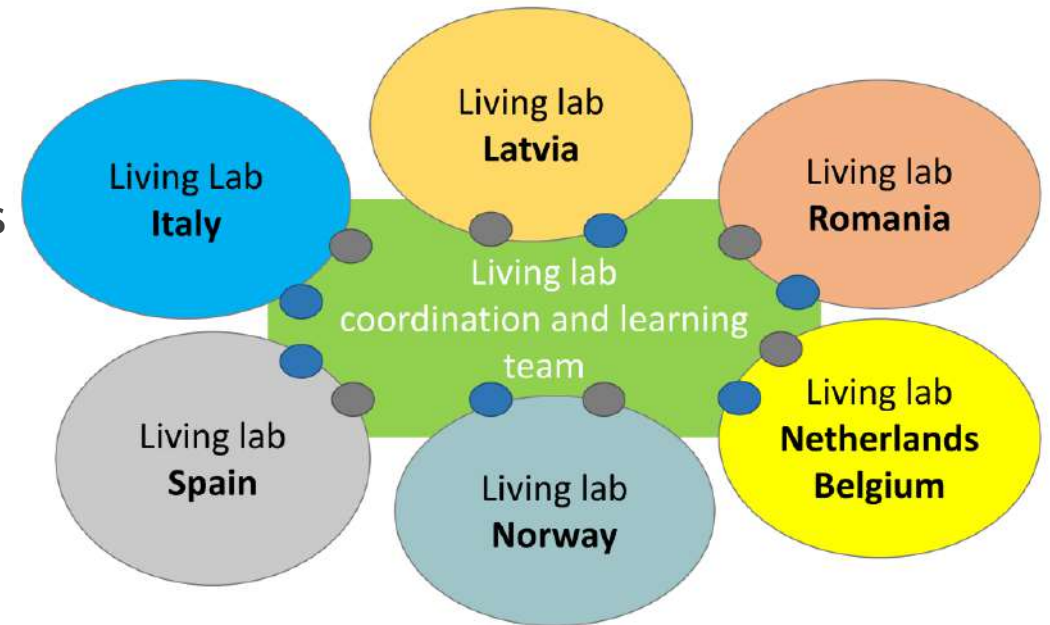 Living lab
Latvia
Living Lab
Italy
Living lab
Romania
s
Living lab
coordination and learning
team
Living lab
Spain
Living lab
Norway
Living lab
Netherlands
Belgium